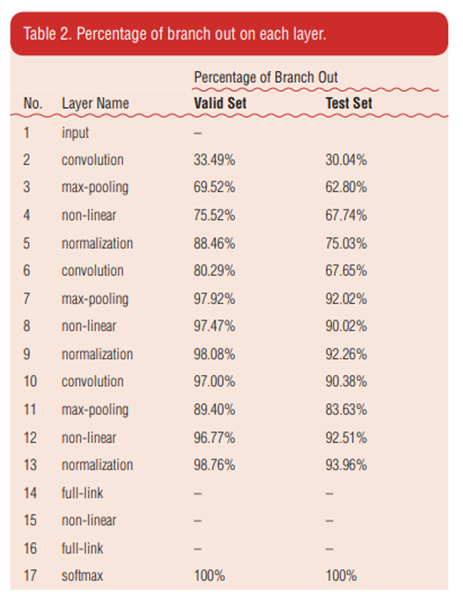 Table 2. Percentage of branch out on each layer.
Percentage of Branch Out
No. Layer Name Valid Set Test Set
1 input –
2 convolution 33.49% 30.04%
3 max-pooling 69.52% 62.80%
4 non-linear 75.52% 67.74%
5 normalization 88.46% 75.03%
6 convolution 80.29% 67.65%
7 max-pooling 97.92% 92.02%
8 non-linear 97.47% 90.02%
9 normalization 98.08% 92.26%
10 convolution 97.00% 90.38%
11 max-pooling 89.40% 83.63%
12 non-linear 96.77% 92.51%
13 normalization 98.76% 93.96%
14 full-link – –
15 non-linear – –
16 full-link – –
17 softmax 100% 100%